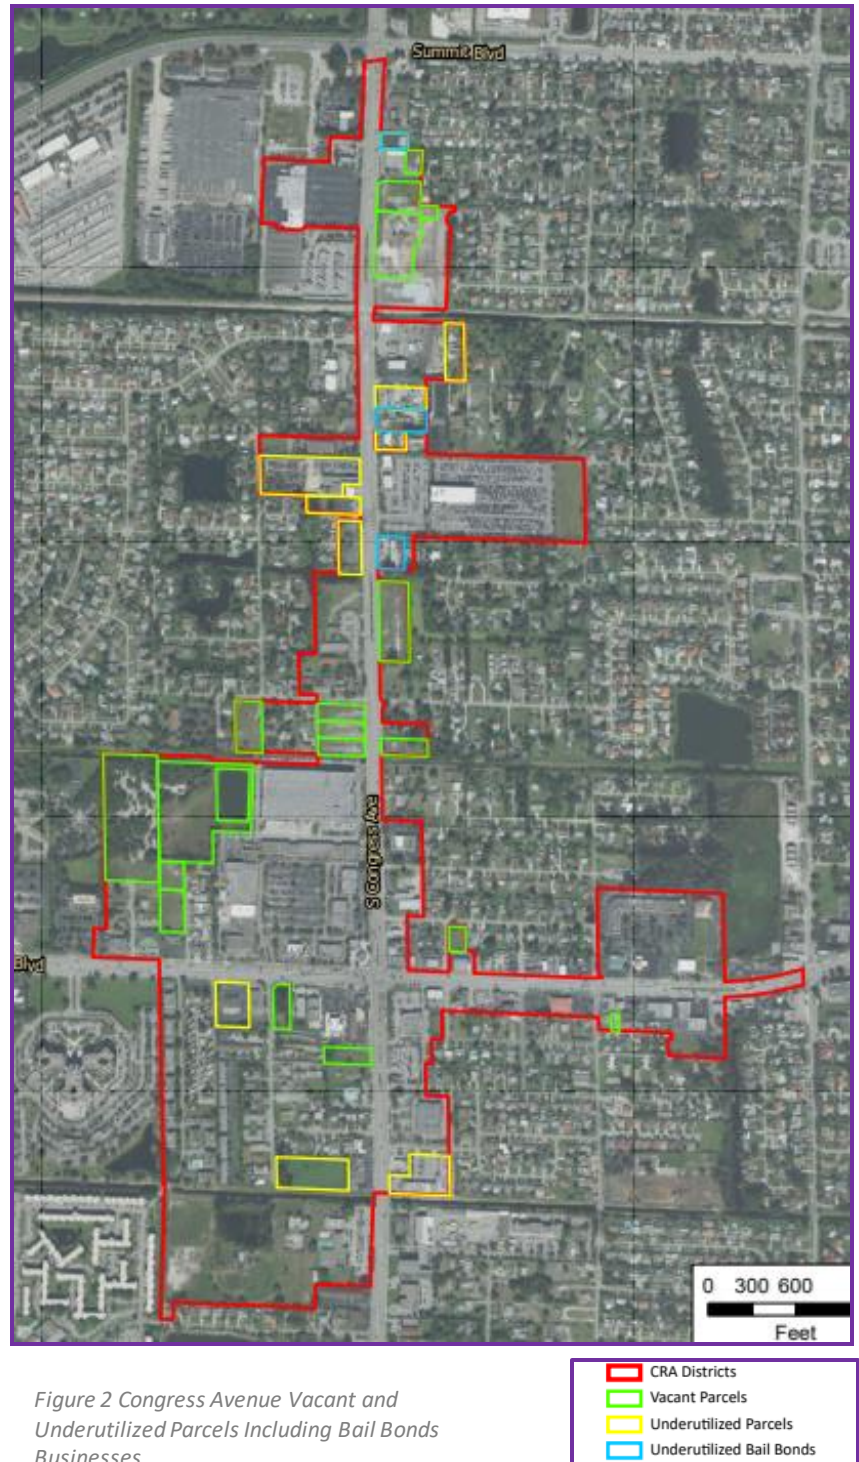 Summit Blvd
S Congress Ave
Blvd
0 300 600
Feet
Figure 2 Congress Avenue Vacant and
Underutilized Parcels Including Bail Bonds
Businesses
CRA Districts
Vacant Parcels
Underutilized Parcels
Underutilized Bail Bonds